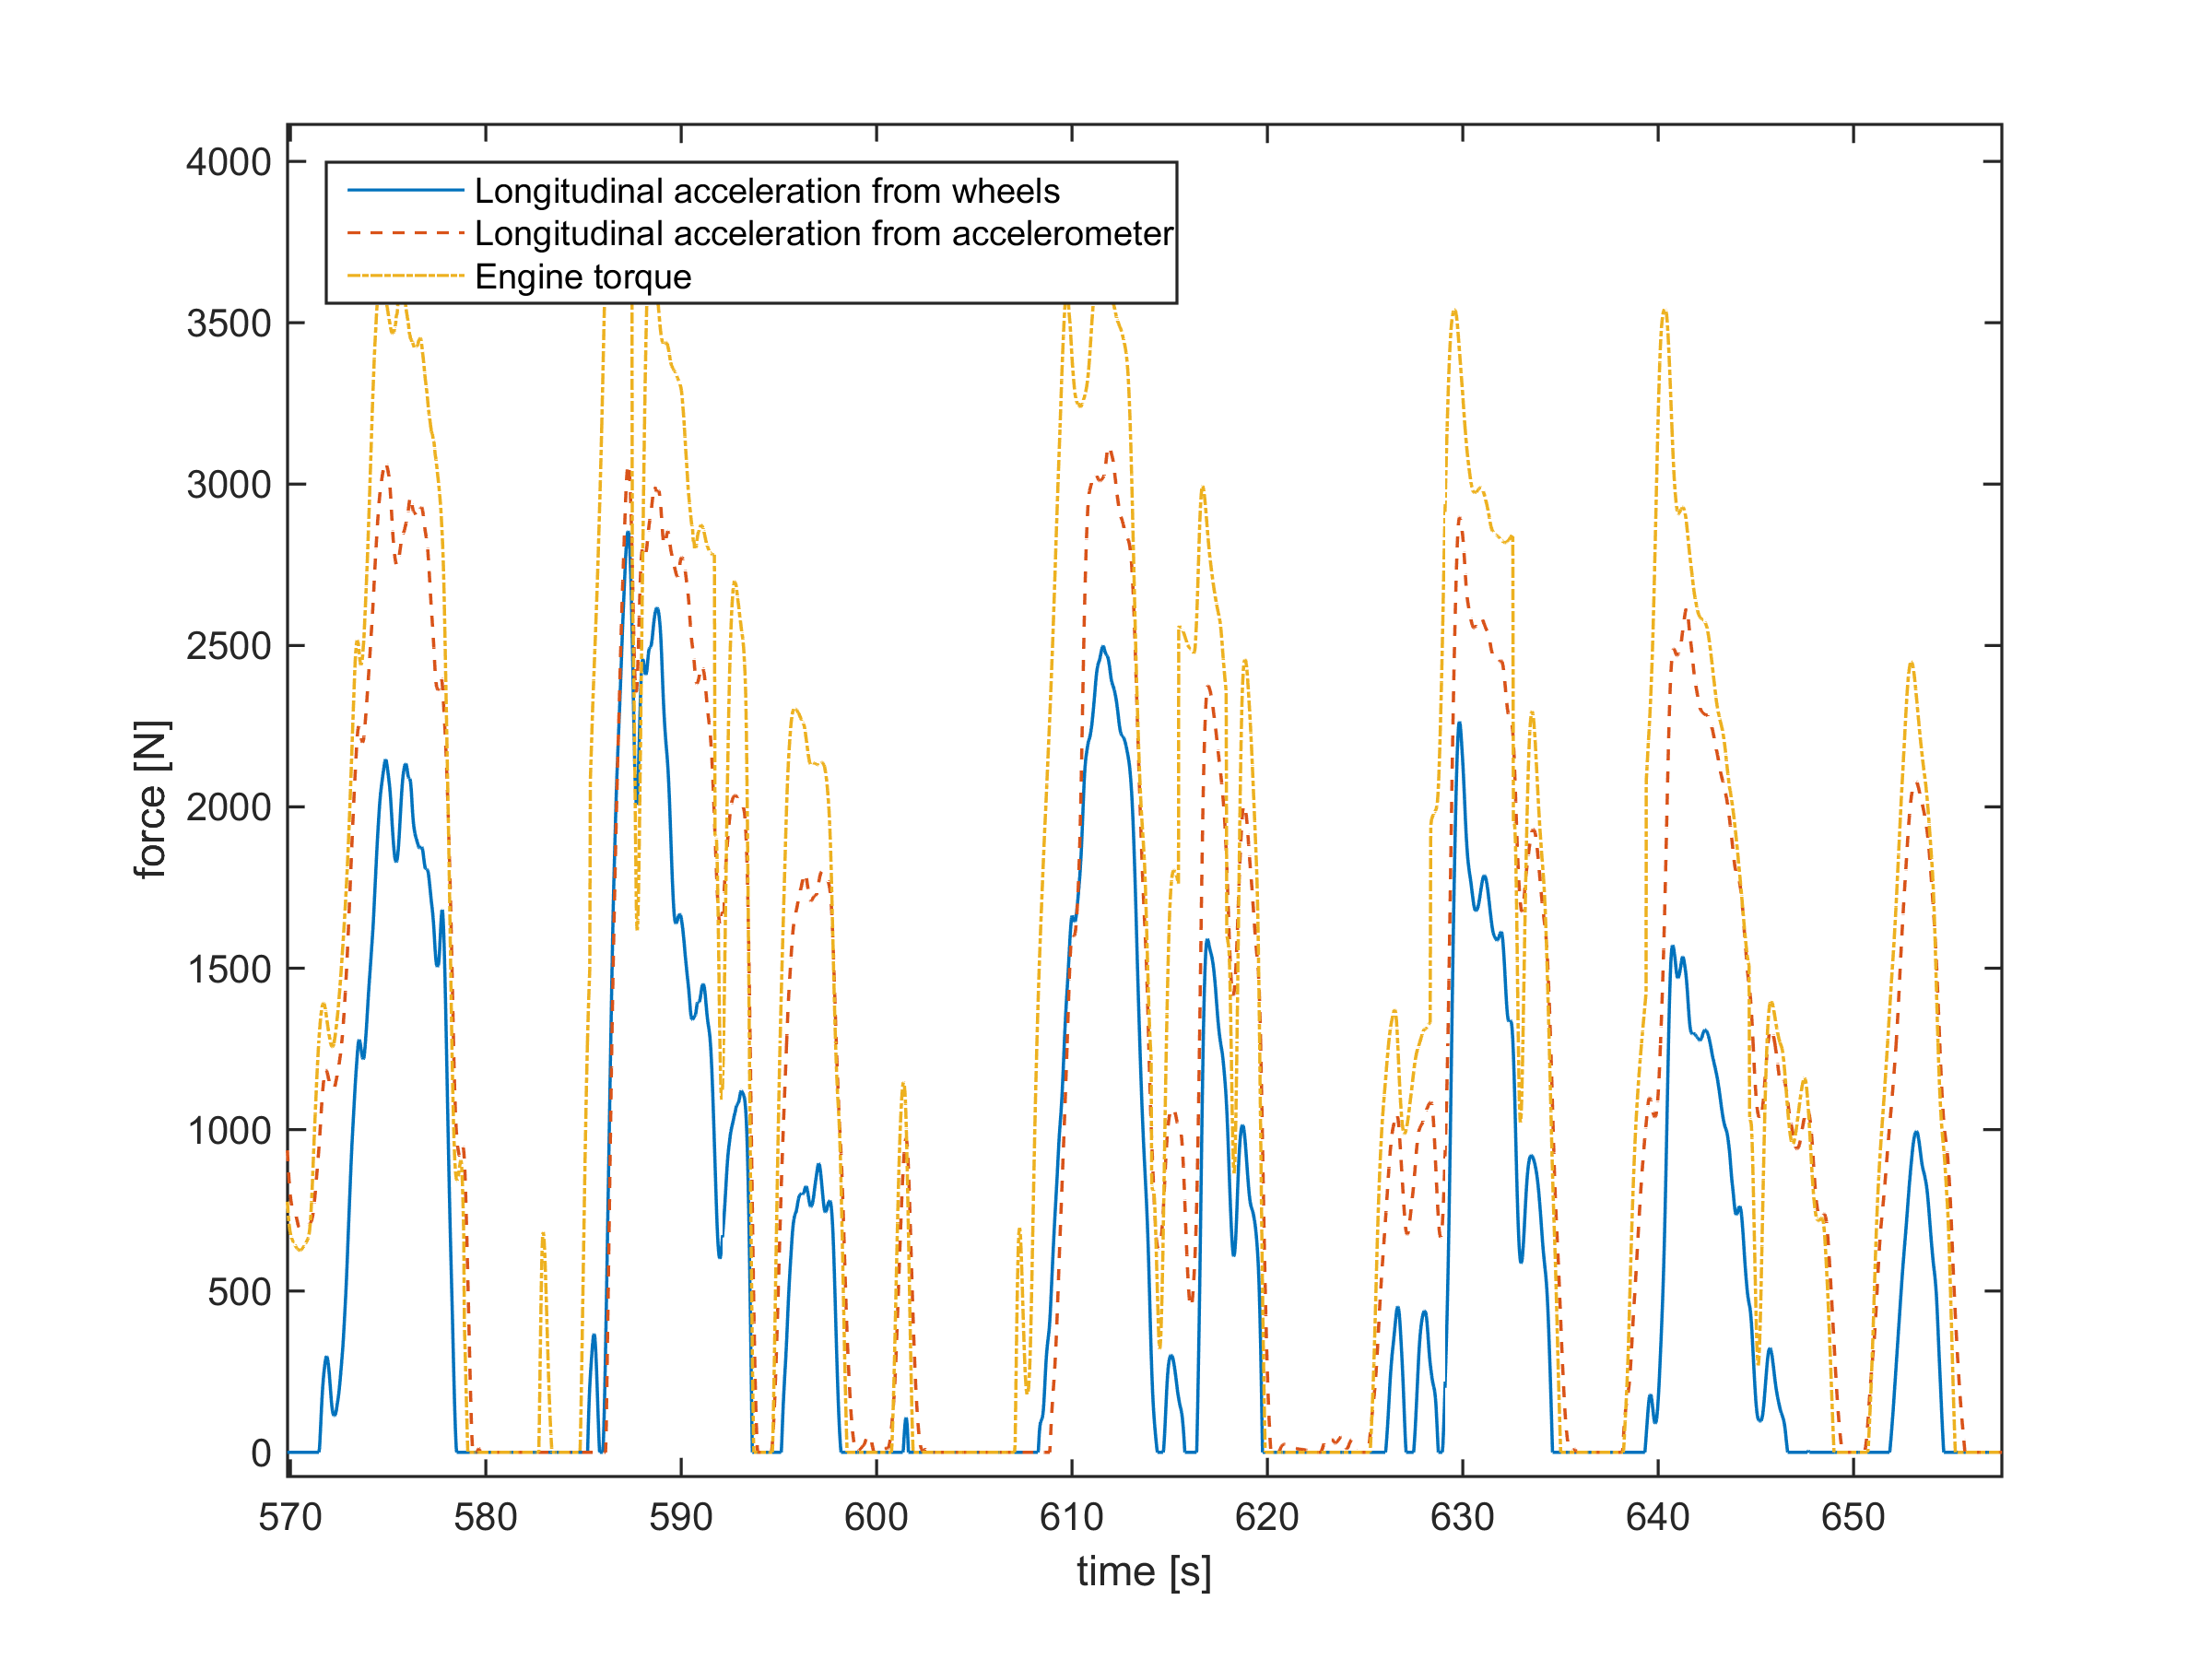 4000
3500
3000
2500
2000
1500
1000
500
0
force [N]
Longitudinal acceleration from wheels
Longitudinal acceleration from accelerometer
Engine torque
570 580 590 600 610 620 630 640 650
time [s]